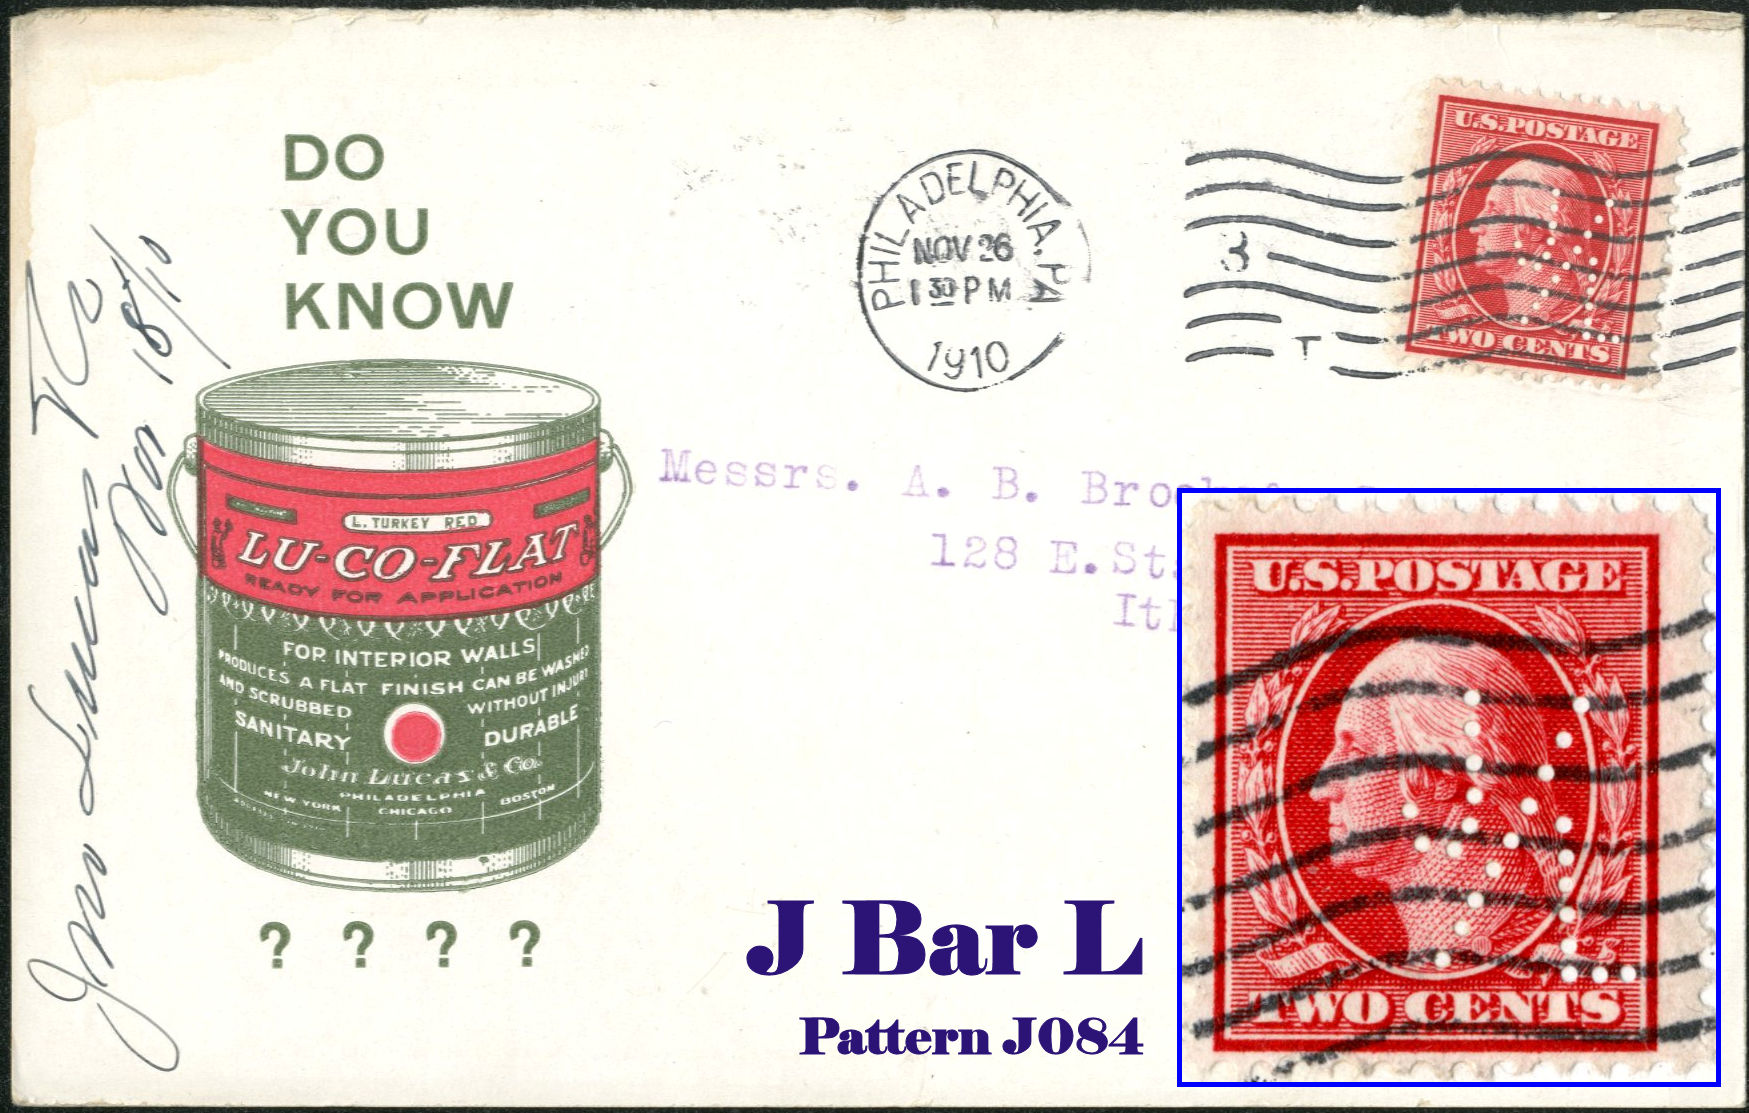 DO
YOU
KNOW
L. TURKEY RED
LU-CO-FLAT
READY FOR APPLICATION
FOR INTERIOR WALLS
PRODUCES A FLAT FINISH CAN BE WASHED
AND SCRUBBED WITHOUT INJURY
SANITARY DURABLE
John Lucas & Co.
NEW YORK PHILADELPHIA BOSTON
CHICAGO
? ? ? ?
PHILADELPHIA, PA
NOV 26
1 30 PM
1910
3
T
U.S. POSTAGE
TWO CENTS
Messrs. A. B.
128 E. St
J Bar L
Pattern J084
U.S. POSTAGE
TWO CENTS